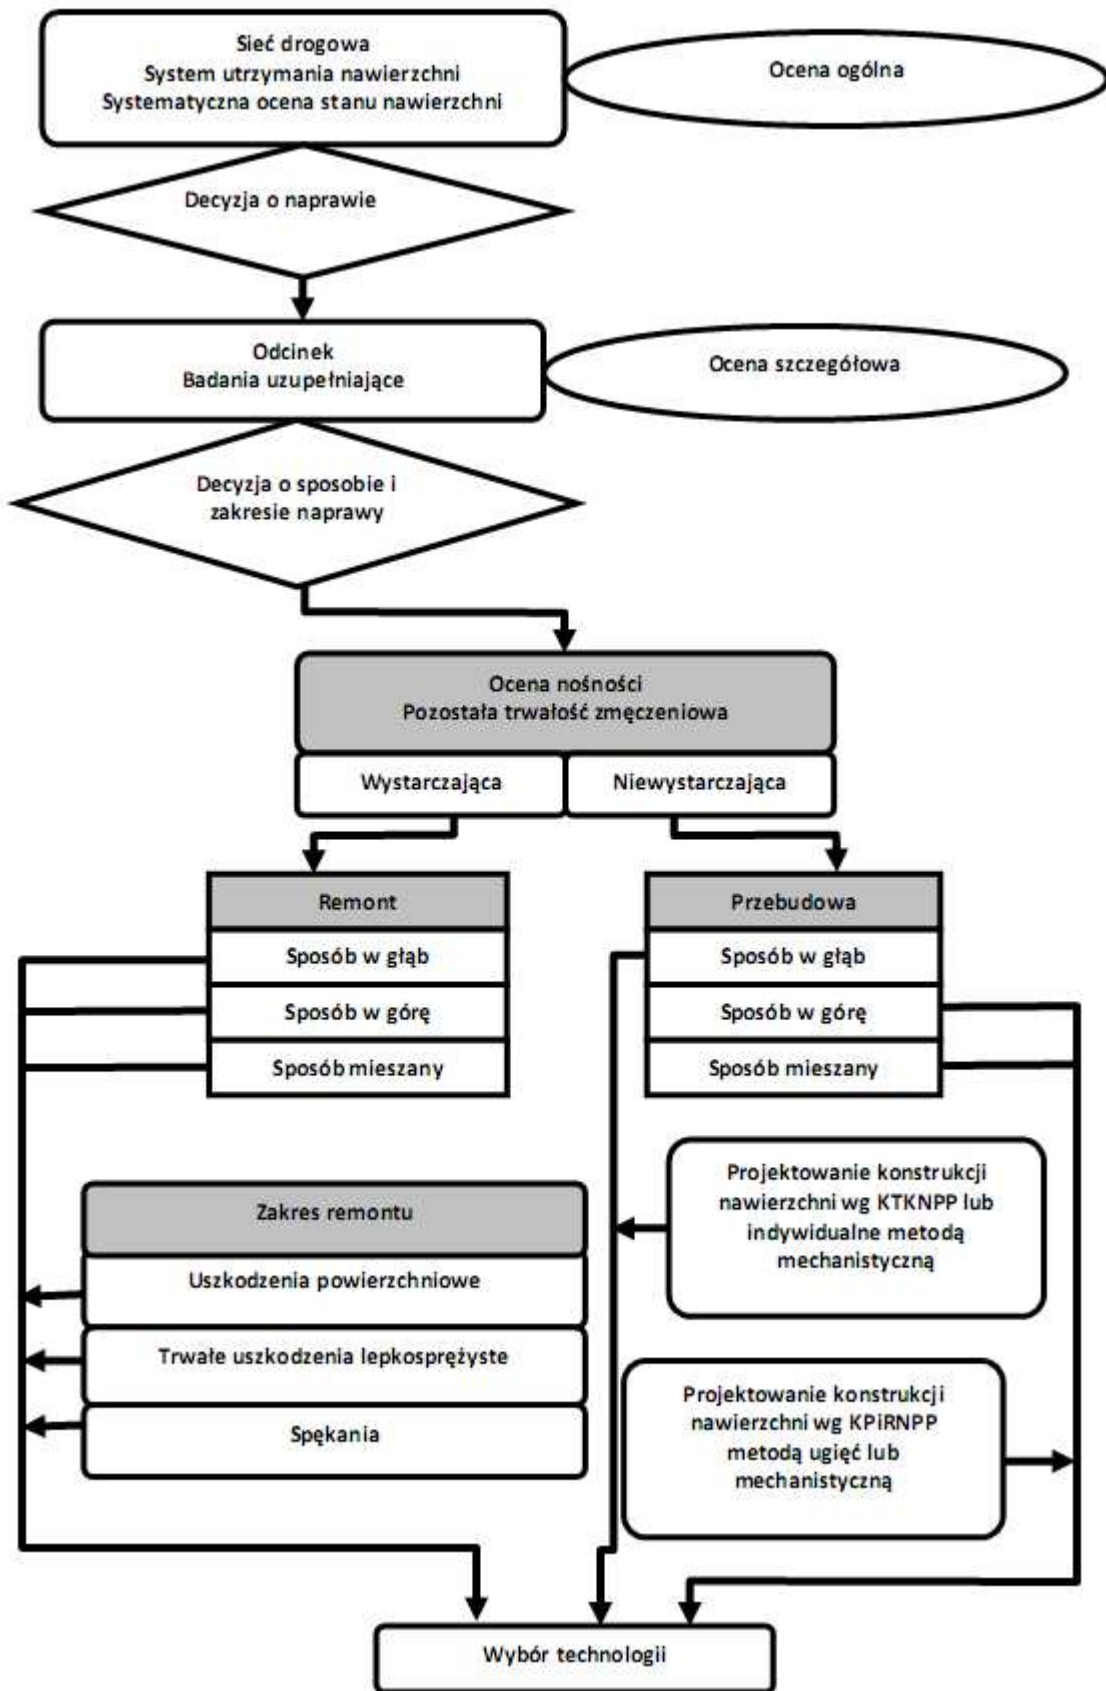 Sieć drogowa
System utrzymania nawierzchni
Systematyczna ocena stanu nawierzchni
Ocena ogólna
Decyzja o naprawie
Odcinek
Badania uzupełniające
Ocena szczegółowa
Decyzja o sposobie i
zakresie naprawy
Ocena nośności
Pozostała trwałość zmęczeniowa
Wystarczająca
Niewystarczająca
Remont
Sposób w głąb
Sposób w górę
Sposób mieszany
Przebudowa
Sposób w głąb
Sposób w górę
Sposób mieszany
Zakres remontu
Uszkodzenia powierzchniowe
Trwałe uszkodzenia lepkosprężyste
Spękania
Projektowanie konstrukcji
nawierzchni wg KTKNPP lub
indywidualne metodą
mechanistyczną
Projektowanie konstrukcji
nawierzchni wg KPiRNPP
metodą ugięć lub
mechanistyczną
Wybór technologii